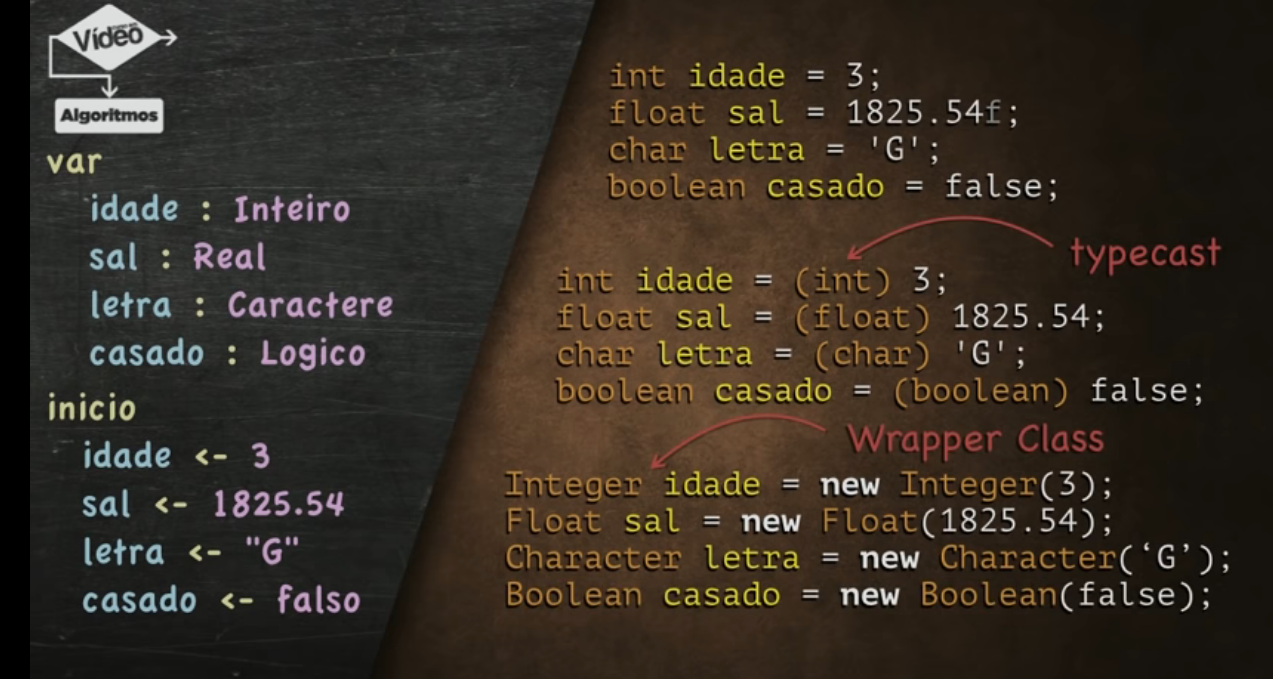 Vídeo
Algoritmos
var
idade : Inteiro
sal : Real
letra : Caractere
casado : Logico
inicio
idade <- 3
sal <- 1825.54
letra <- "G"
casado <- falso
int idade = 3;
float sal = 1825.54f;
char letra = 'G';
boolean casado = false;
typecast
int idade = (int) 3;
float sal = (float) 1825.54;
char letra = (char) 'G';
boolean casado = (boolean) false;
Wrapper Class
Integer idade = new Integer(3);
Float sal = new Float(1825.54);
Character letra = new Character(‘G’);
Boolean casado = new Boolean(false);